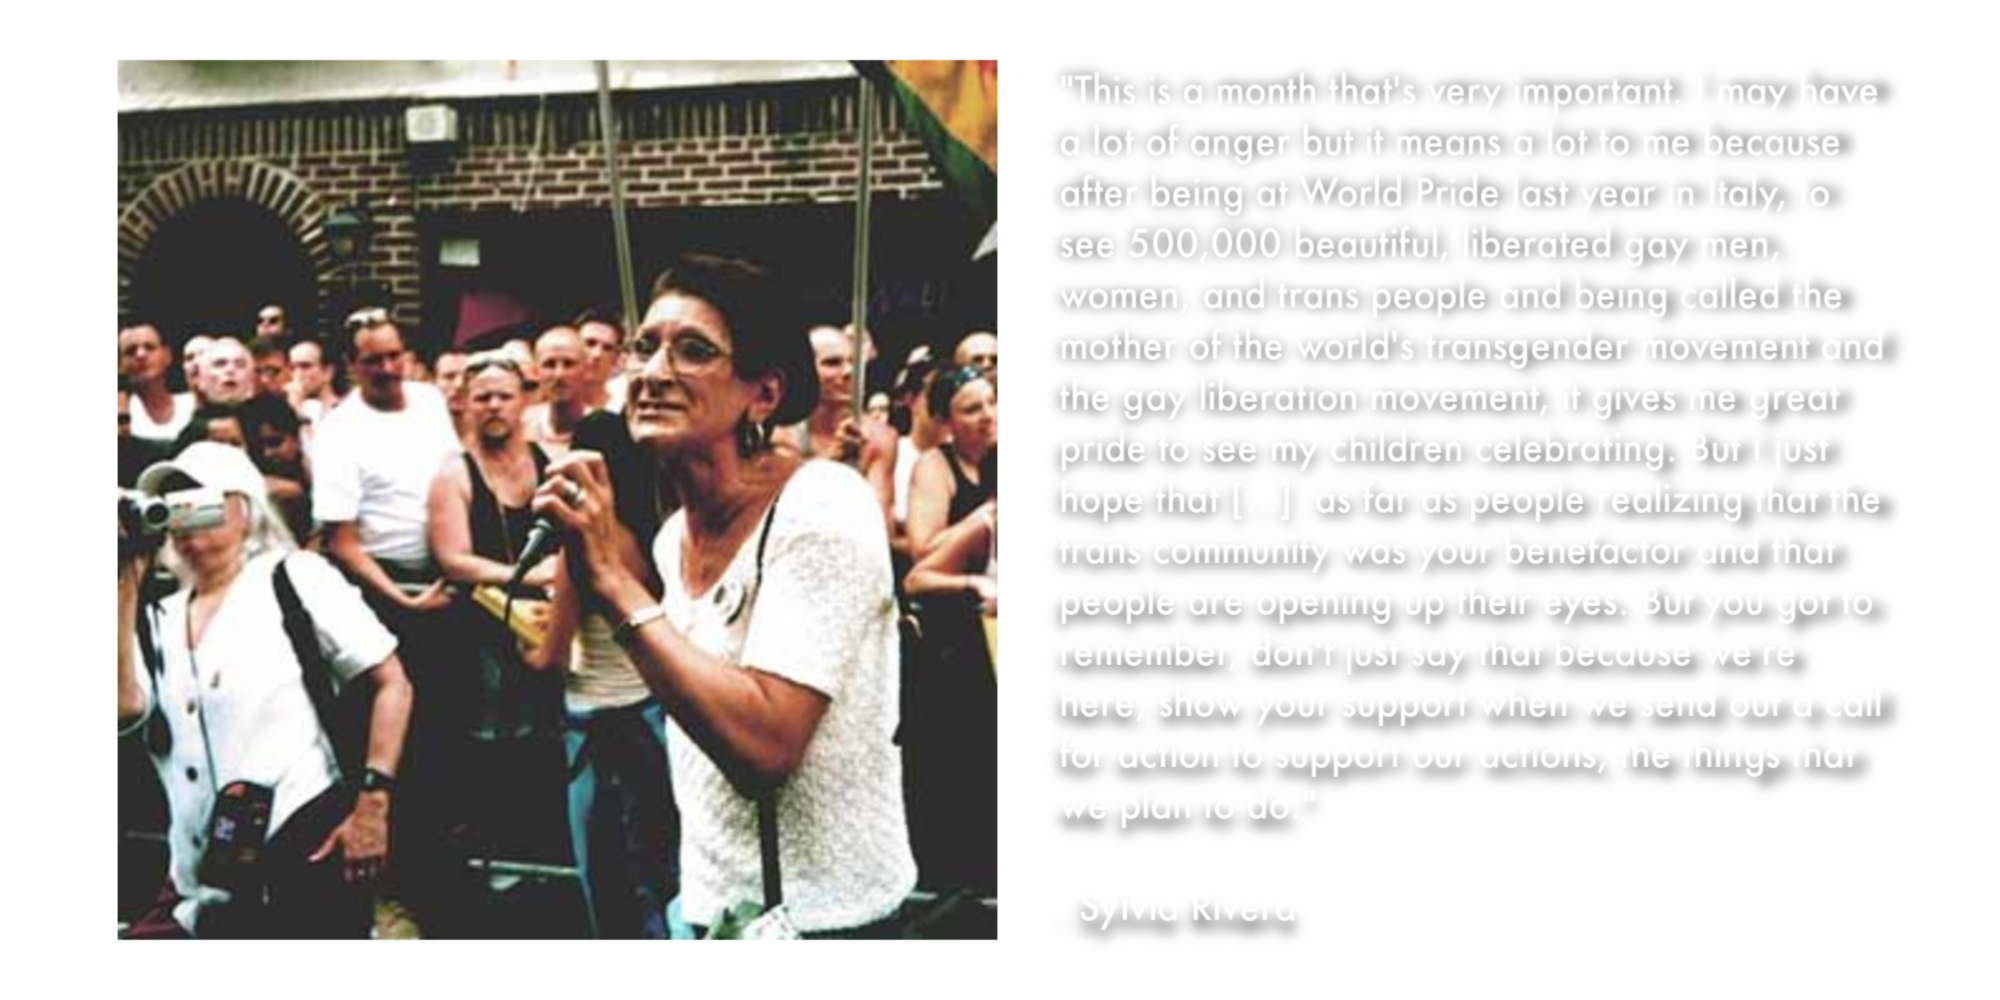 "This is a month that's very important. I may have
a lot of anger but it means a lot to me because
after being at World Pride last year in Italy, to
see 500,000 beautiful, liberated gay men,
women, and trans people and being called the
mother of the world's transgender movement and
the gay liberation movement, it gives me great
pride to see my children celebrating. But I just
hope that [...] as far as people realizing that the
trans community was your benefactor and that
people are opening up their eyes. But you got to
remember, don't just say that because we're
here, show your support when we send our a call
for action to support our actions, the things that
we plan to do."
- Sylvia Rivera